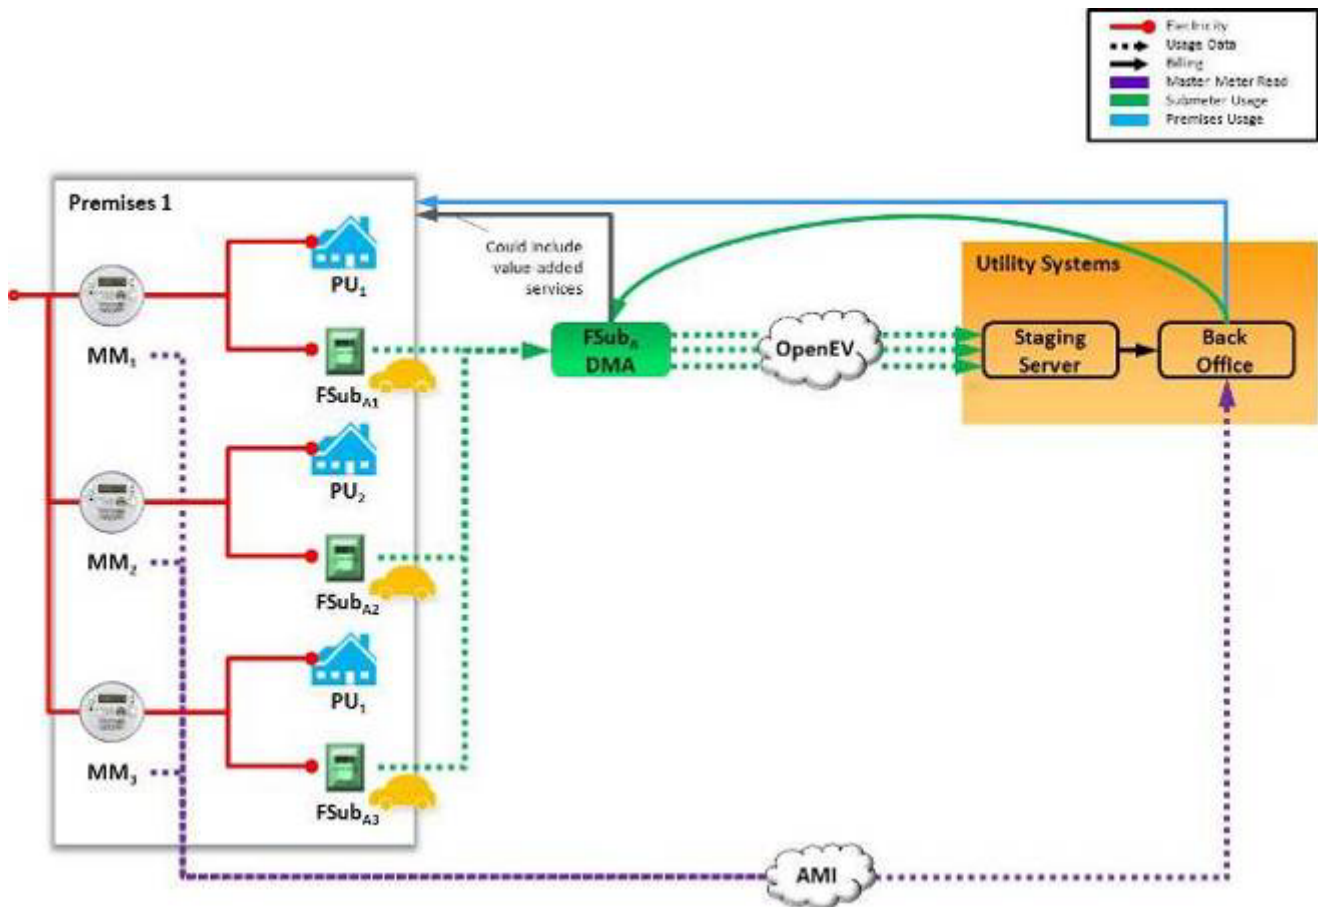 Electricity
Usage Data
Billing
Master Meter Read
Submeter Usage
Premises Usage
Premises 1
PU1
MM1
FSubA1
PU2
MM2
FSubA2
PU1
MM3
FSubA3
Could include
value-added
services
FSubA
DMA
OpenEV
Utility Systems
Staging
Server
Back
Office
AMI